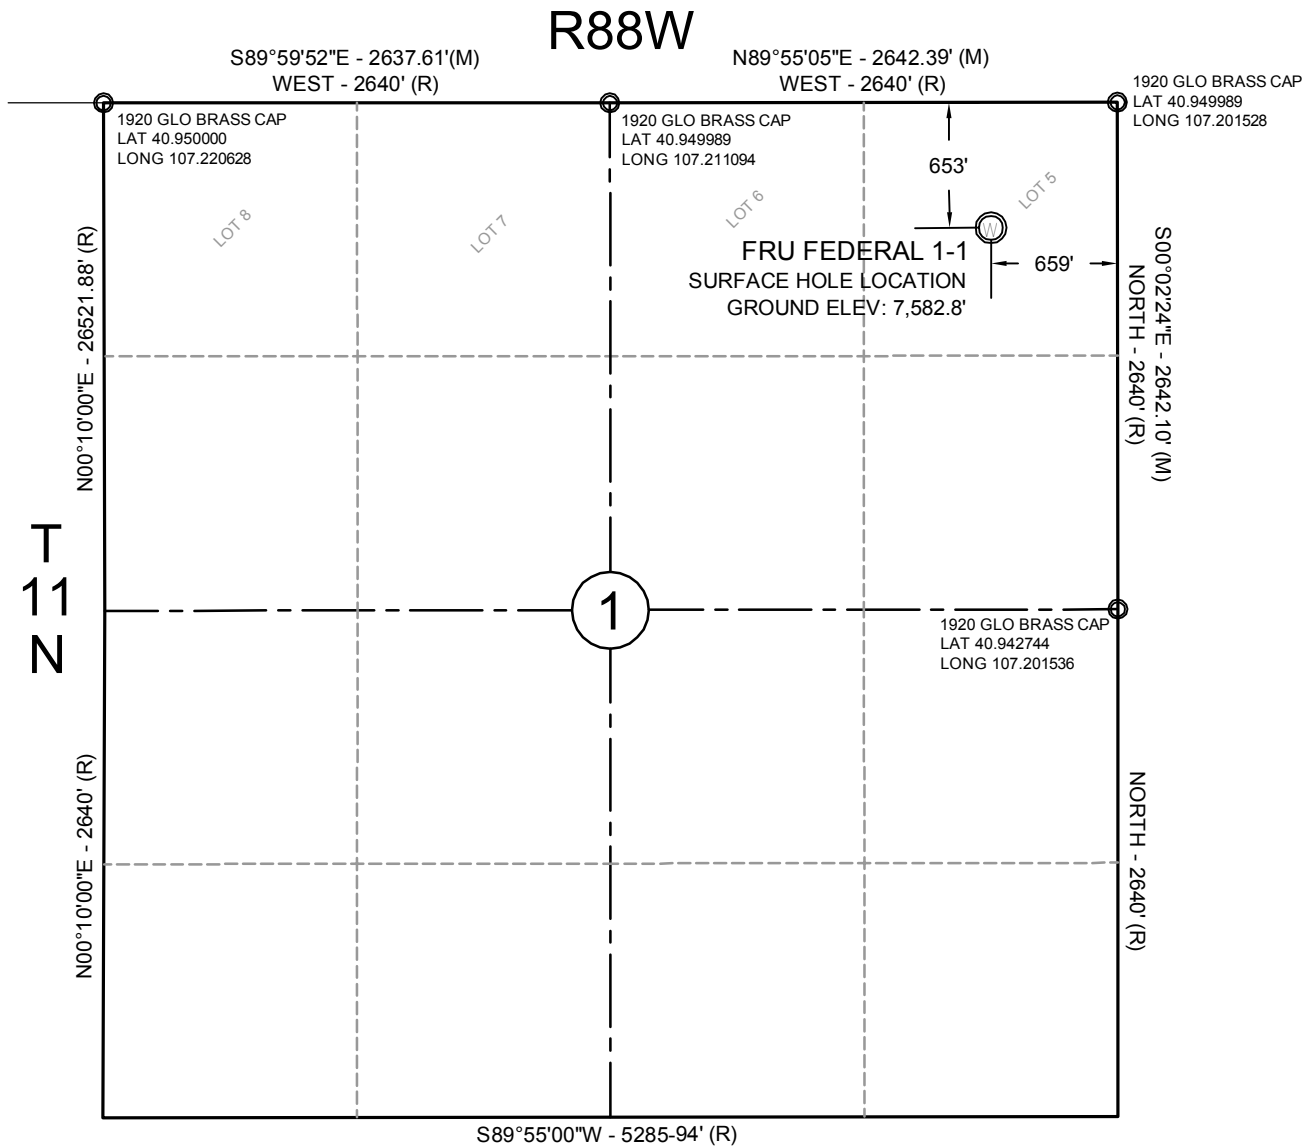 R88W
S89°59'52"E - 2637.61'(M)
WEST - 2640' (R)
N89°55'05"E - 2642.39' (M)
WEST - 2640' (R)
1920 GLO BRASS CAP
LAT 40.950000
LONG 107.220628
1920 GLO BRASS CAP
LAT 40.949989
LONG 107.211094
1920 GLO BRASS CAP
LAT 40.949989
LONG 107.201528
653'
LOT 8
LOT 7
LOT 6
LOT 5
W
FRU FEDERAL 1-1
SURFACE HOLE LOCATION
GROUND ELEV: 7,582.8'
659'
N00°10'00"E - 26521.88' (R)
S00°02'24"E - 2642.10' (M)
NORTH - 2640' (R)
T
11
N
1
1920 GLO BRASS CAP
LAT 40.942744
LONG 107.201536
N00°10'00"E - 2640' (R)
NORTH - 2640' (R)
S89°55'00"W - 5285-94' (R)